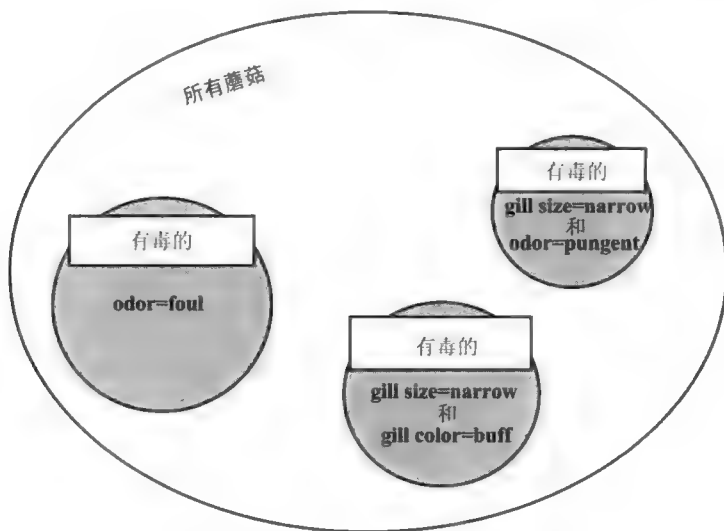 所有蘑菇
有毒的
gill size=narrow
和
odor=pungent
有毒的
odor=foul
有毒的
gill size=narrow
和
gill color=buff